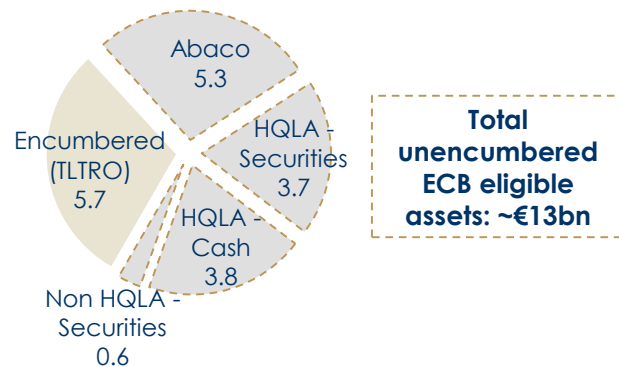 Abaco
5.3
HQLA -
Securities
3.7
HQLA -
Cash
3.8
Non HQLA -
Securities
0.6
Encumbered
(TLTRO)
5.7
Total
unencumbered
ECB eligible
assets: ~€13bn